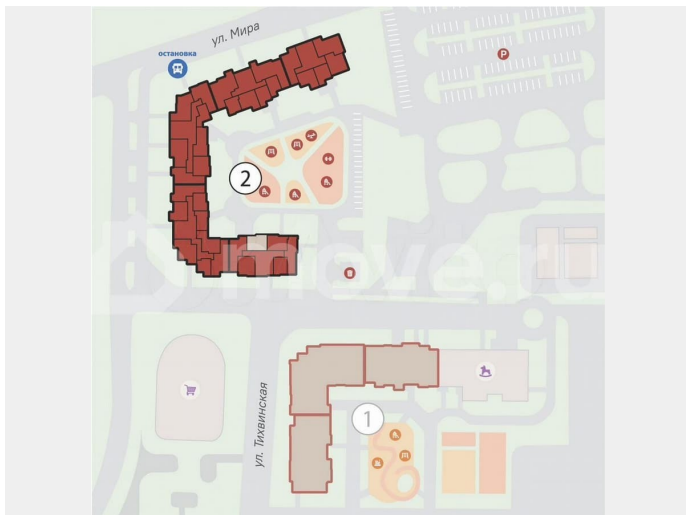 ул. Мира
остановка
P
2
move.ru
ул. Тихвинская
1